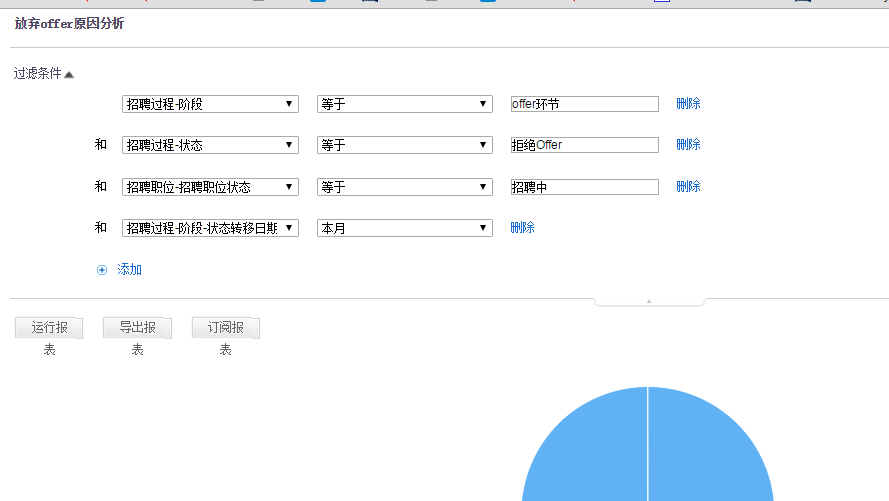 放弃offer原因分析
过滤条件
招聘过程-阶段 等于 offer环节 删除
和 招聘过程-状态 等于 拒绝Offer 删除
和 招聘职位-招聘职位状态 等于 招聘中 删除
和 招聘过程-阶段-状态转移日期 本月 删除
添加
运行报 导出报 订阅报
表 表 表